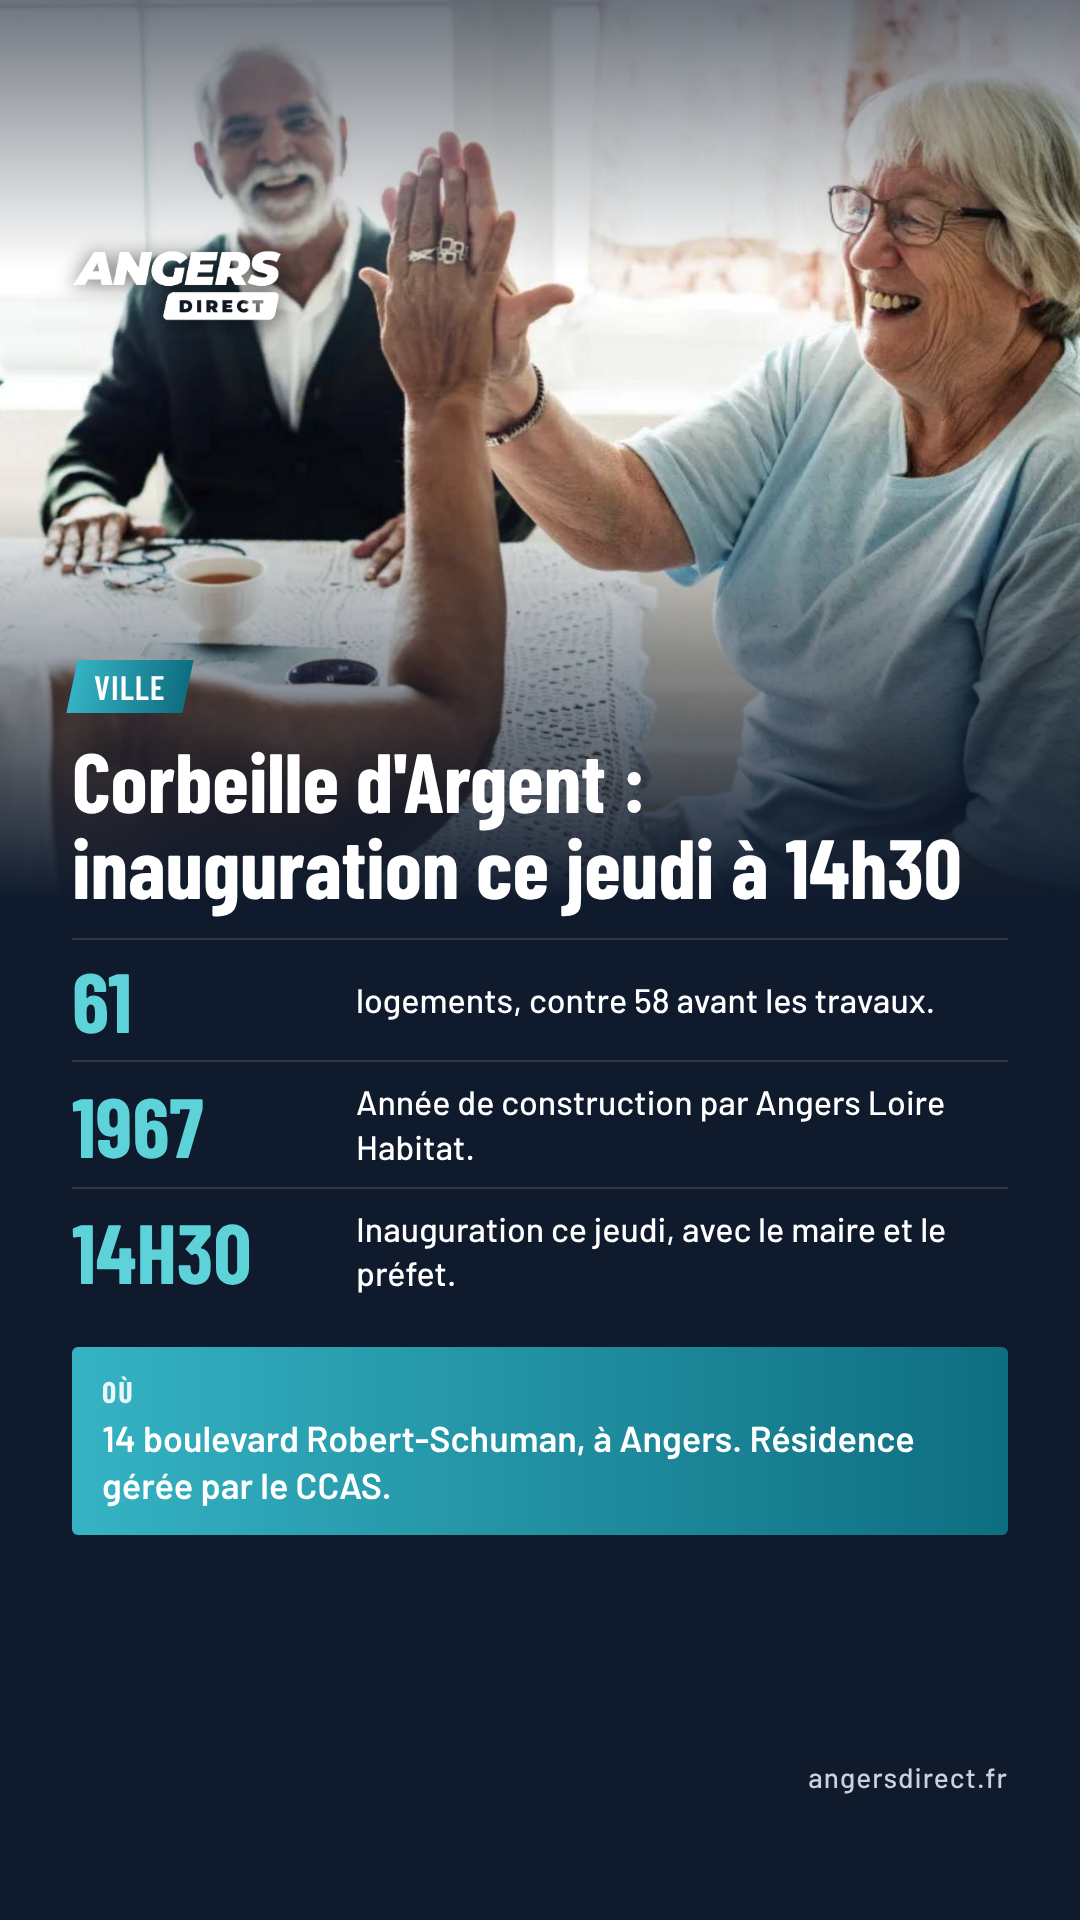 ANGERS
DIRECT
VILLE
Corbeille d'Argent :
inauguration ce jeudi à 14h30
61
logements, contre 58 avant les travaux.
1967
Année de construction par Angers Loire
Habitat.
14H30
Inauguration ce jeudi, avec le maire et le
préfet.
OÙ
14 boulevard Robert-Schuman, à Angers. Résidence
gérée par le CCAS.
angersdirect.fr